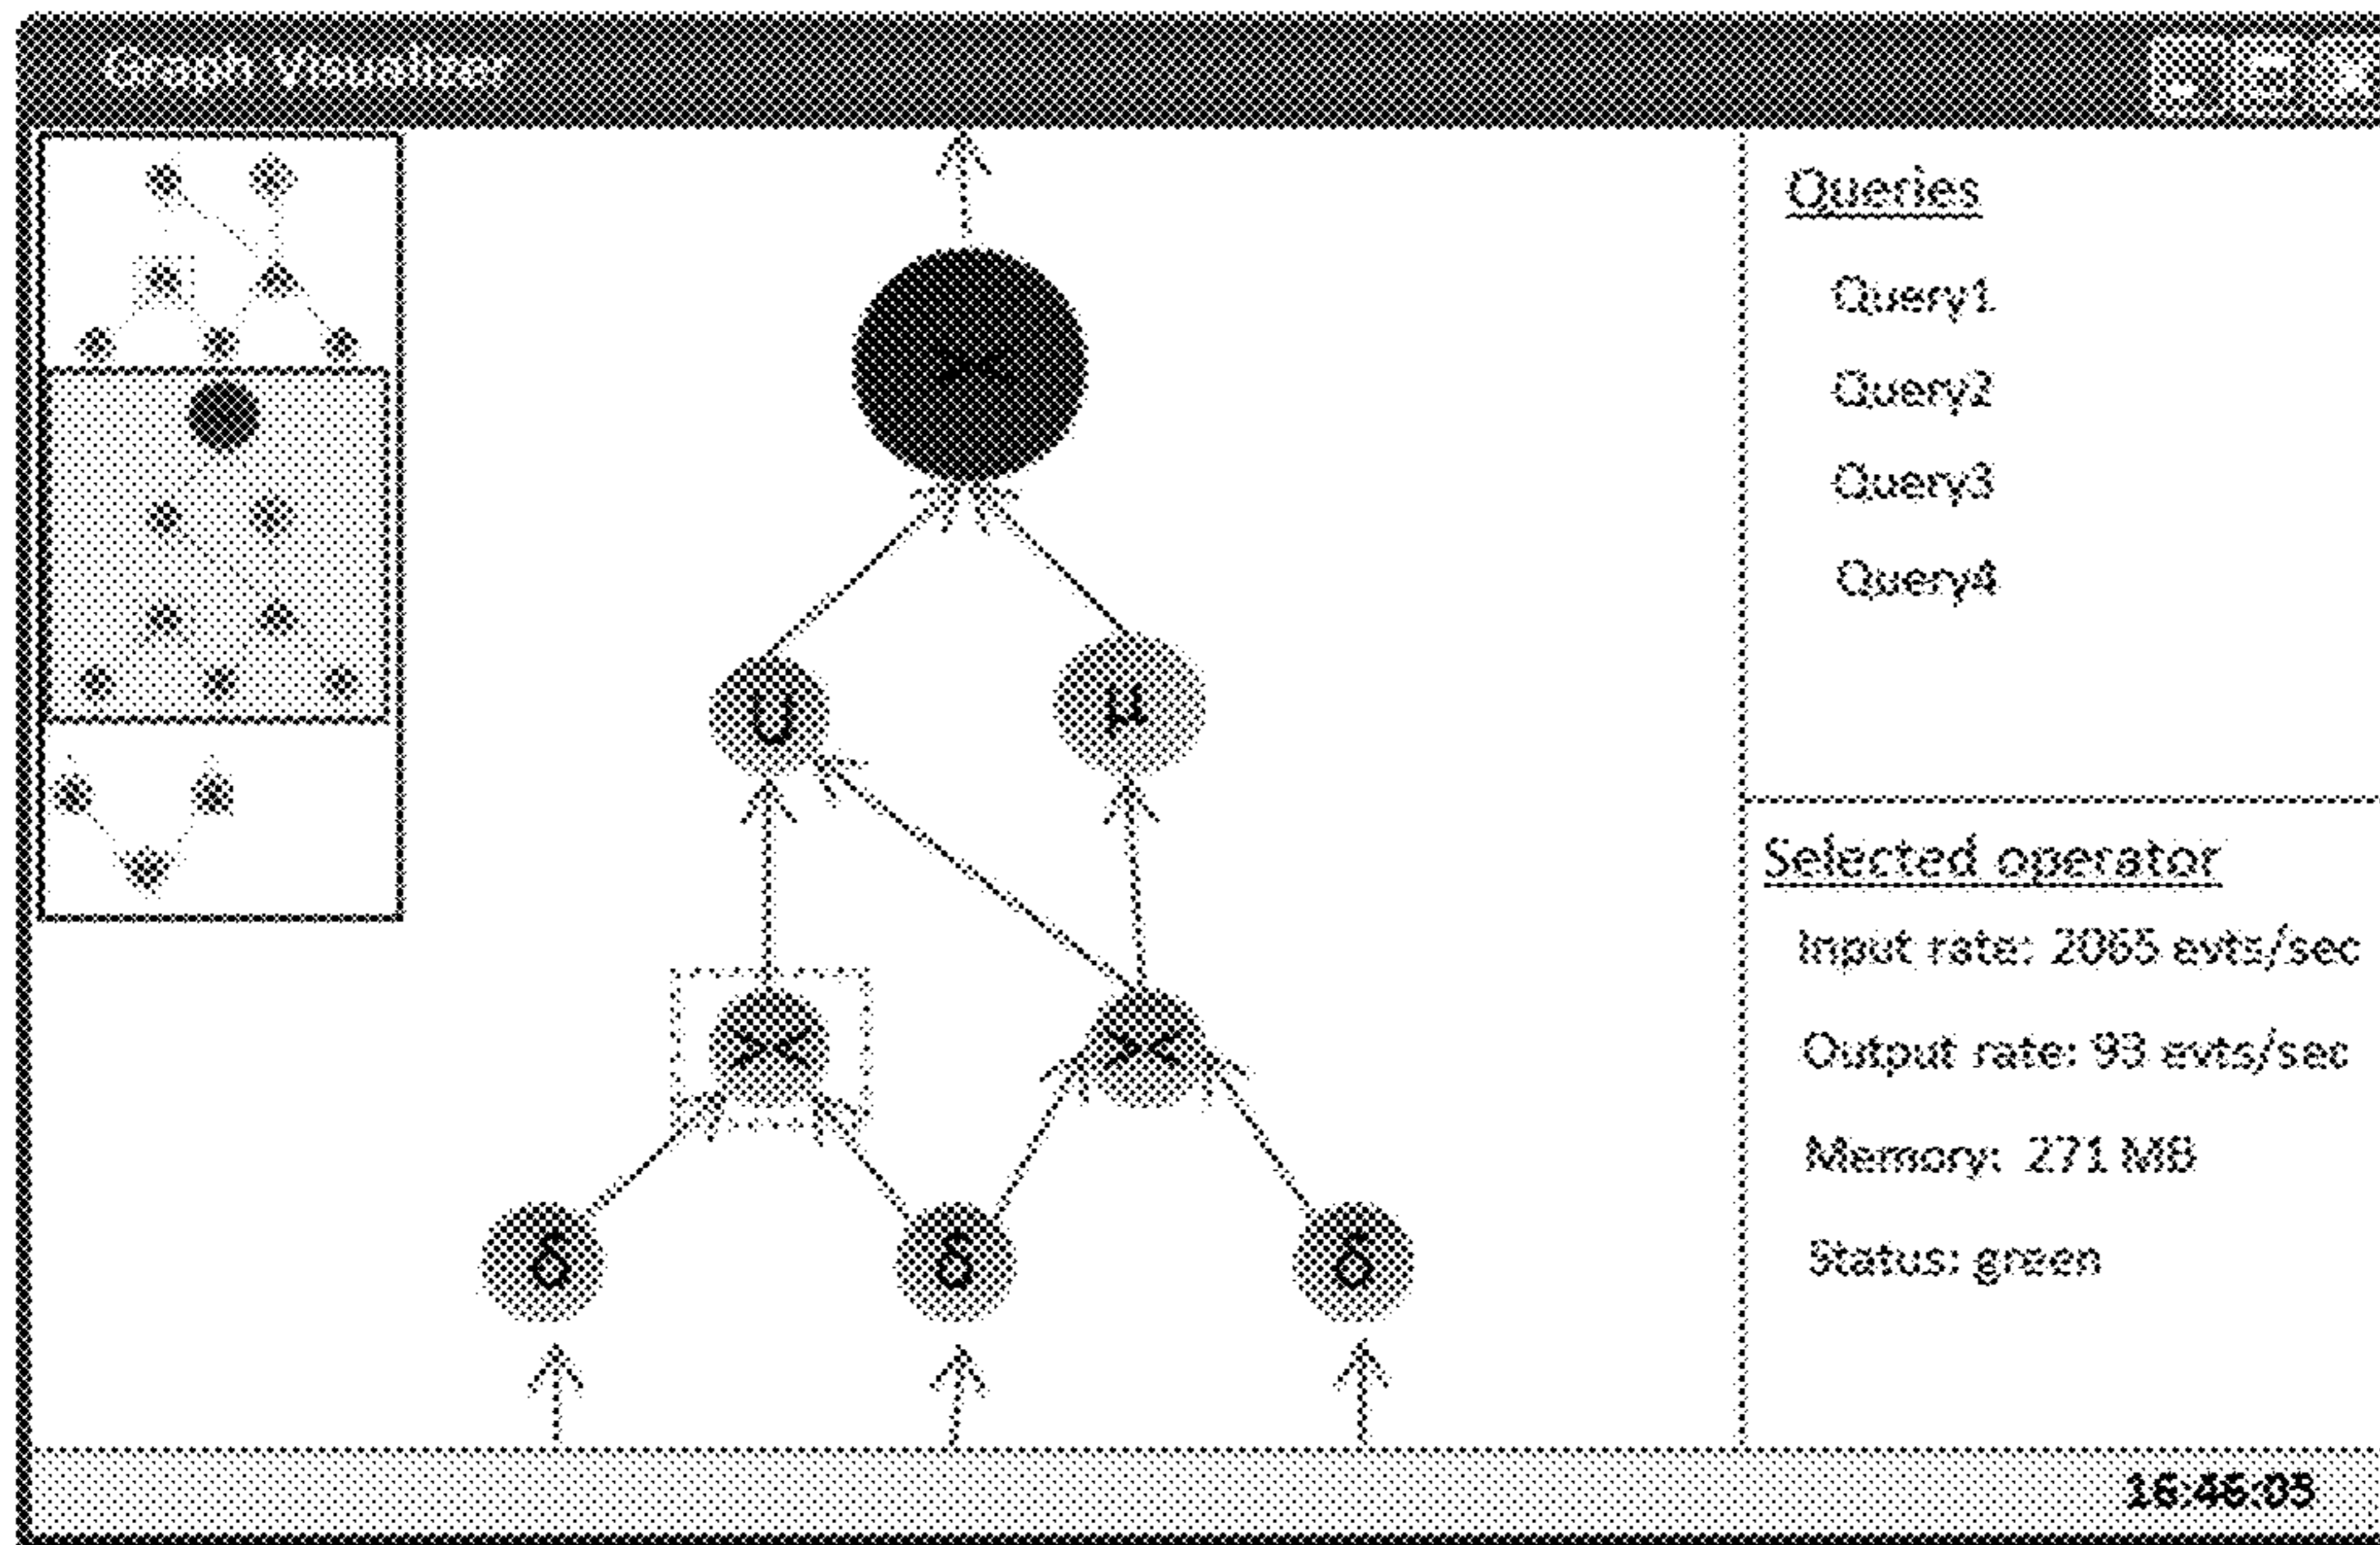 Graph Visualizer
Queries
Query1
Query2
Query3
Query4
⋈
U
μ
⋈
⋈
δ
δ
δ
Selected operator
Input rate: 2065 evts/sec
Output rate: 93 evts/sec
Memory: 271 MB
Status: green
16:46:05